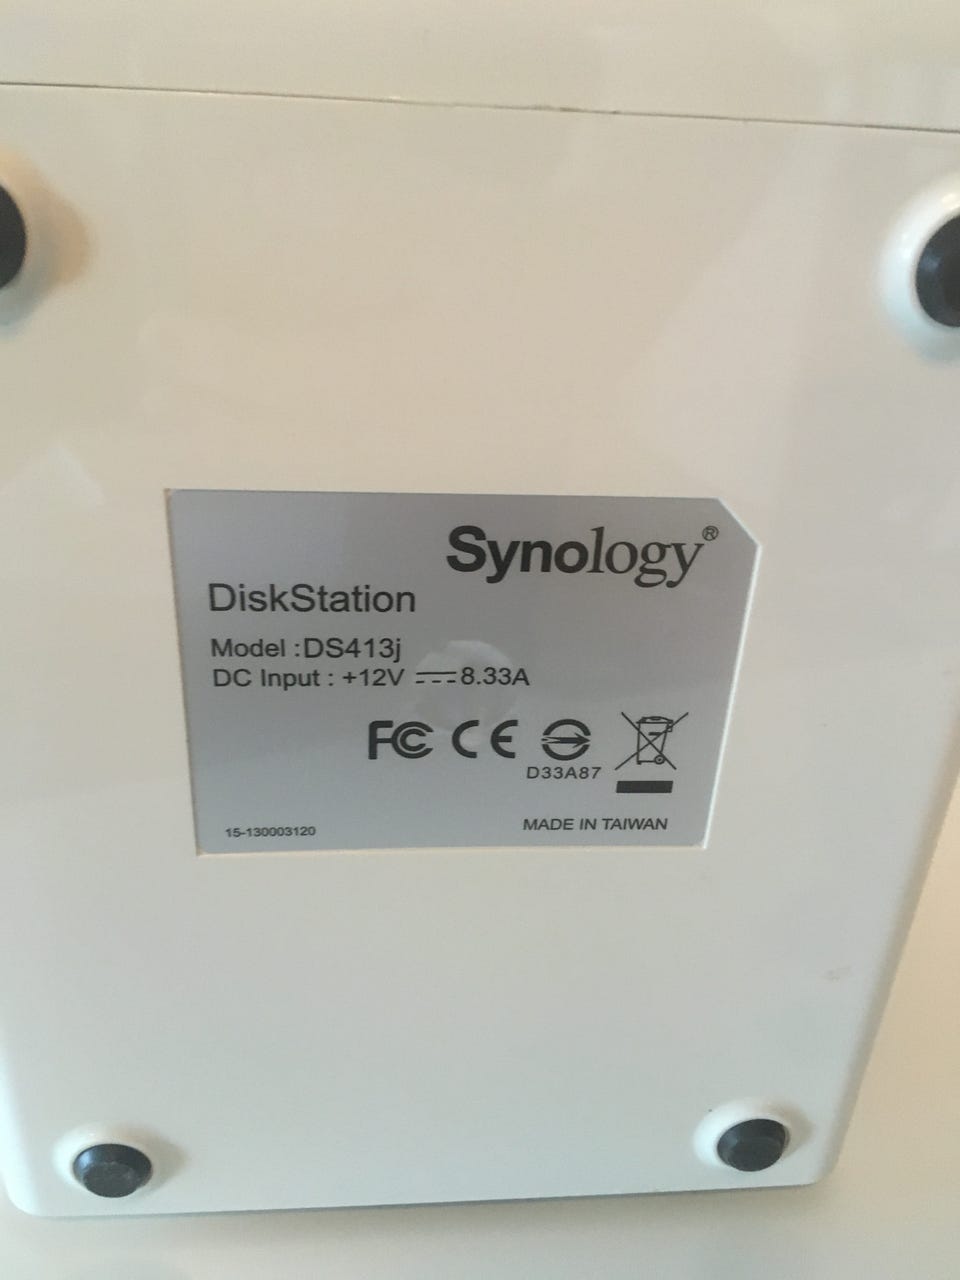 Synology®
DiskStation
Model :DS413j
DC Input : +12V ⎓ 8.33A
FC CE
D33A87
15-130003120
MADE IN TAIWAN